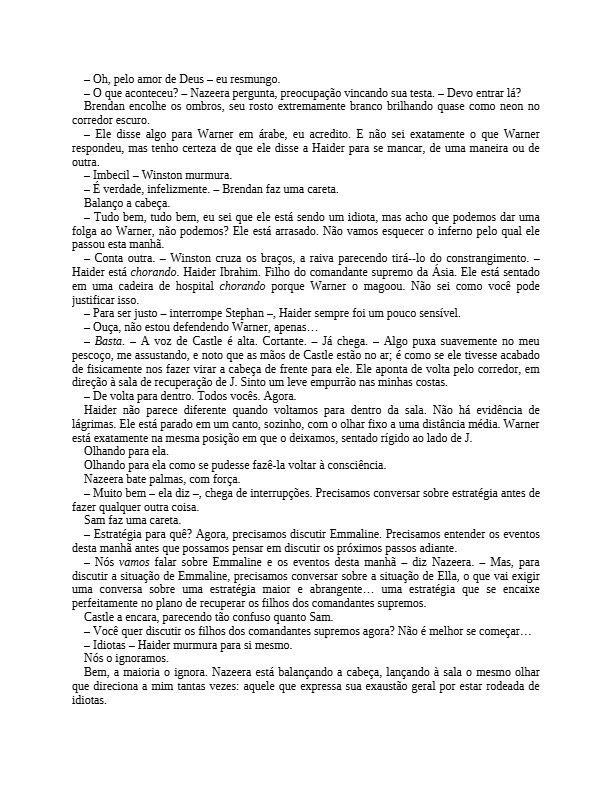 – Oh, pelo amor de Deus – eu resmungo.
– O que aconteceu? – Nazeera pergunta, preocupação vincando sua testa. – Devo entrar lá?
Brendan encolhe os ombros, seu rosto extremamente branco brilhando quase como neon no
corredor escuro.
– Ele disse algo para Warner em árabe, eu acredito. E não sei exatamente o que Warner
respondeu, mas tenho certeza de que ele disse a Haider para se mancar, de uma maneira ou de
outra.
– Imbecil – Winston murmura.
– É verdade, infelizmente. – Brendan faz uma careta.
Balanço a cabeça.
– Tudo bem, tudo bem, eu sei que ele está sendo um idiota, mas acho que podemos dar uma
folga ao Warner, não podemos? Ele está arrasado. Não vamos esquecer o inferno pelo qual ele
passou esta manhã.
– Conta outra. – Winston cruza os braços, a raiva parecendo tirá--lo do constrangimento. –
Haider está chorando. Haider Ibrahim. Filho do comandante supremo da Ásia. Ele está sentado
em uma cadeira de hospital chorando porque Warner o magoou. Não sei como você pode
justificar isso.
– Para ser justo – interrompe Stephan –, Haider sempre foi um pouco sensível.
– Ouça, não estou defendendo Warner, apenas…
– Basta. – A voz de Castle é alta. Cortante. – Já chega. – Algo puxa suavemente no meu
pescoço, me assustando, e noto que as mãos de Castle estão no ar; é como se ele tivesse acabado
de fisicamente nos fazer virar a cabeça de frente para ele. Ele aponta de volta pelo corredor, em
direção à sala de recuperação de J. Sinto um leve empurrão nas minhas costas.
– De volta para dentro. Todos vocês. Agora.
Haider não parece diferente quando voltamos para dentro da sala. Não há evidência de
lágrimas. Ele está parado em um canto, sozinho, com o olhar fixo a uma distância média. Warner
está exatamente na mesma posição em que o deixamos, sentado rígido ao lado de J.
Olhando para ela.
Olhando para ela como se pudesse fazê-la voltar à consciência.
Nazeera bate palmas, com força.
– Muito bem – ela diz –, chega de interrupções. Precisamos conversar sobre estratégia antes de
fazer qualquer outra coisa.
Sam faz uma careta.
– Estratégia para quê? Agora, precisamos discutir Emmaline. Precisamos entender os eventos
desta manhã antes que possamos pensar em discutir os próximos passos adiante.
– Nós vamos falar sobre Emmaline e os eventos desta manhã – diz Nazeera. – Mas, para
discutir a situação de Emmaline, precisamos conversar sobre a situação de Ella, o que vai exigir
uma conversa sobre uma estratégia maior e abrangente… uma estratégia que se encaixe
perfeitamente no plano de recuperar os filhos dos comandantes supremos.
Castle a encara, parecendo tão confuso quanto Sam.
– Você quer discutir os filhos dos comandantes supremos agora? Não é melhor se começar…
– Idiotas – Haider murmura para si mesmo.
Nós o ignoramos.
Bem, a maioria o ignora. Nazeera está balançando a cabeça, lançando à sala o mesmo olhar
que direciona a mim tantas vezes: aquele que expressa sua exaustão geral por estar rodeada de
idiotas.